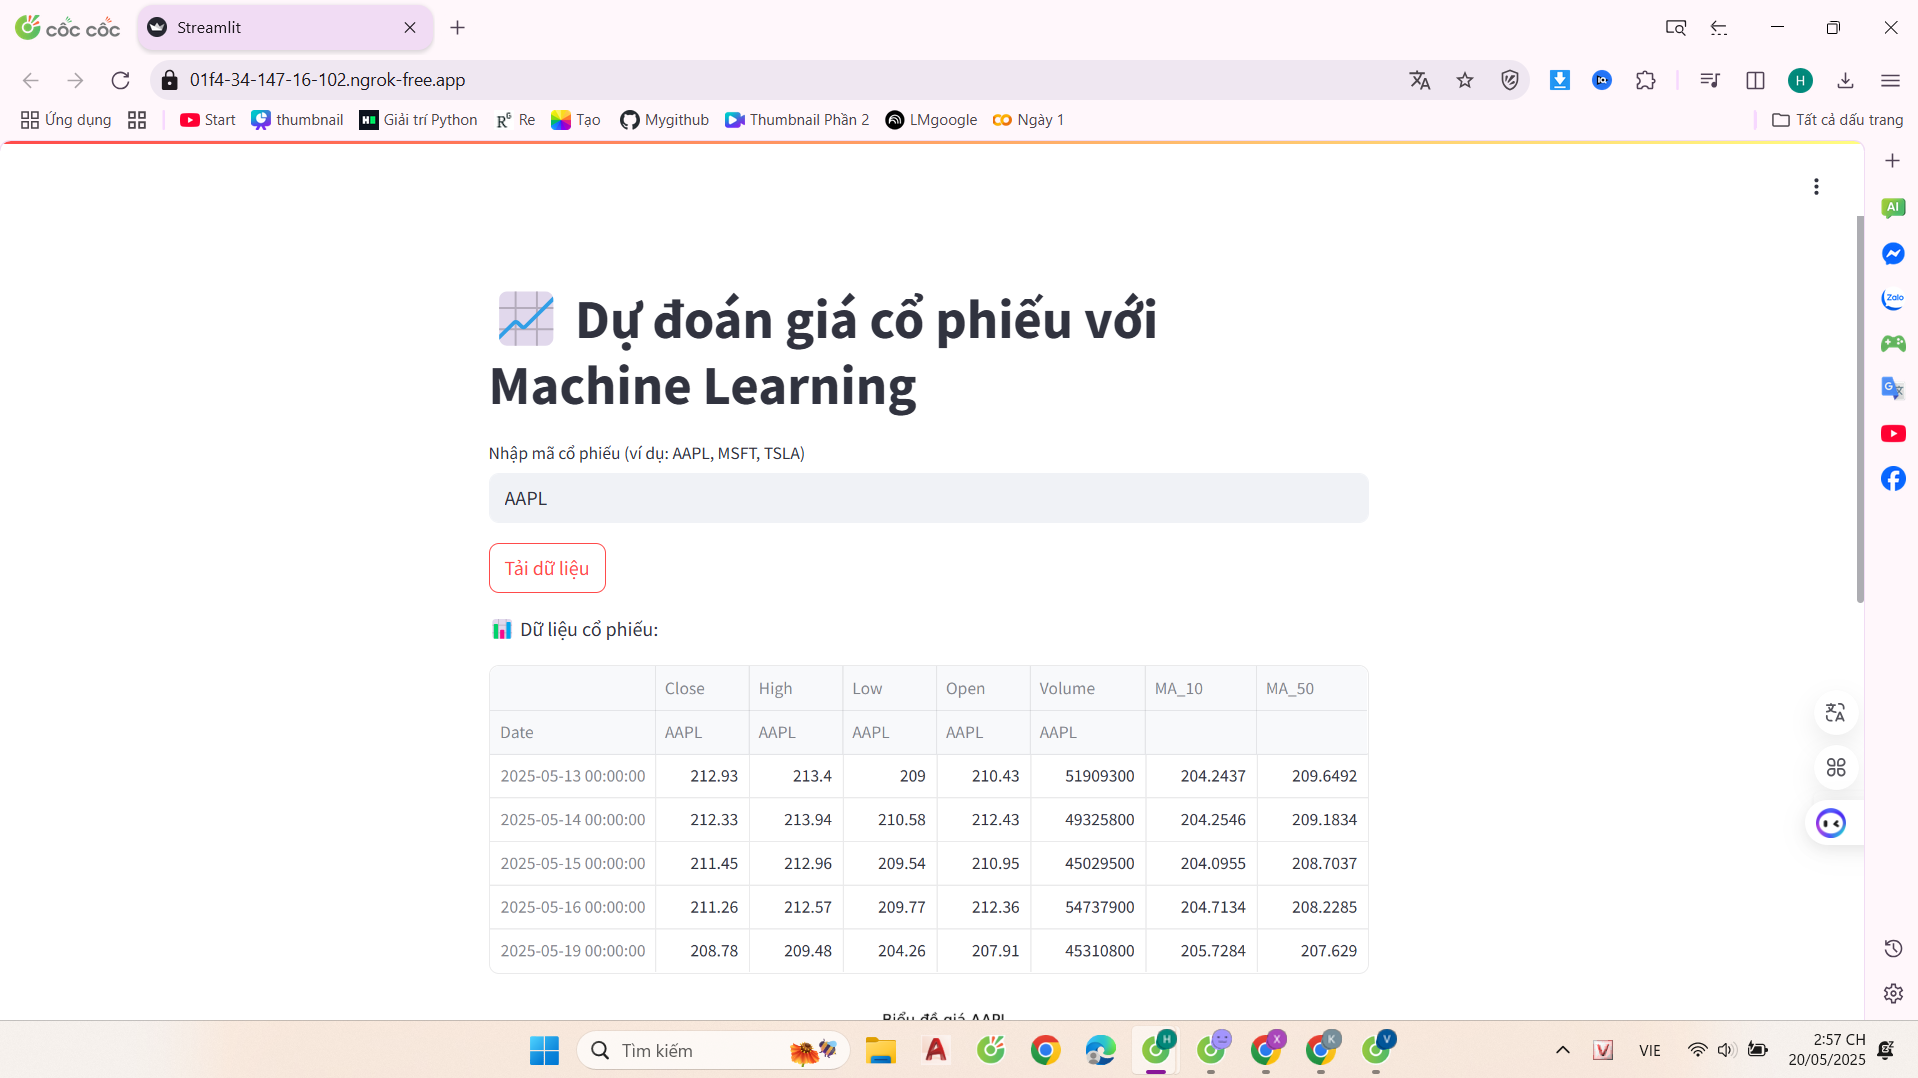 cốc cốc
Streamlit
01f4-34-147-16-102.ngrok-free.app
H
Ứng dụng
Start
thumbnail
Giải trí Python
Re
Tạo
Mygithub
Thumbnail Phần 2
LMgoogle
Ngày 1
Tất cả dấu trang
AI
Zalo
Dự đoán giá cổ phiếu với
Machine Learning
Nhập mã cổ phiếu (ví dụ: AAPL, MSFT, TSLA)
AAPL
Tải dữ liệu
Dữ liệu cổ phiếu:
Close High Low Open Volume MA_10 MA_50
Date AAPL AAPL AAPL AAPL AAPL
2025-05-13 00:00:00 212.93 213.4 209 210.43 51909300 204.2437 209.6492
2025-05-14 00:00:00 212.33 213.94 210.58 212.43 49325800 204.2546 209.1834
2025-05-15 00:00:00 211.45 212.96 209.54 210.95 45029500 204.0955 208.7037
2025-05-16 00:00:00 211.26 212.57 209.77 212.36 54737900 204.7134 208.2285
2025-05-19 00:00:00 208.78 209.48 204.26 207.91 45310800 205.7284 207.629
Biểu đồ giá AAPL
Tìm kiếm
H
X
K
V
VIE
2:57 CH
20/05/2025